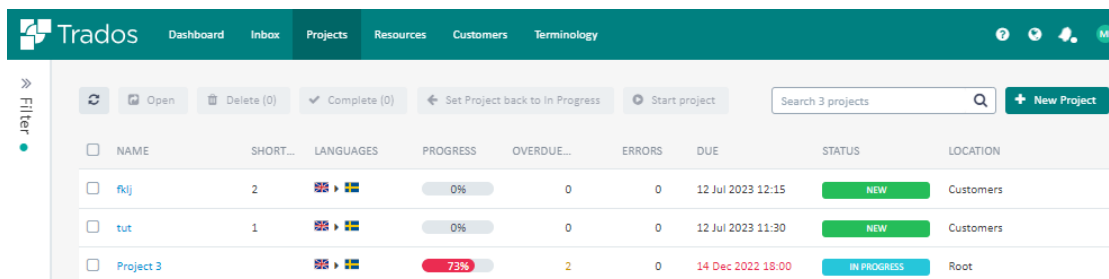 Trados Dashboard Inbox Projects Resources Customers Terminology
Filter
Open Delete (0) Complete (0) Set Project back to In Progress Start project Search 3 projects New Project
NAME SHORT... LANGUAGES PROGRESS OVERDUE... ERRORS DUE STATUS LOCATION
fklj 2 0% 0 0 12 Jul 2023 12:15 NEW Customers
tut 1 0% 0 0 12 Jul 2023 11:30 NEW Customers
Project 3 73% 2 0 14 Dec 2022 18:00 IN PROGRESS Root